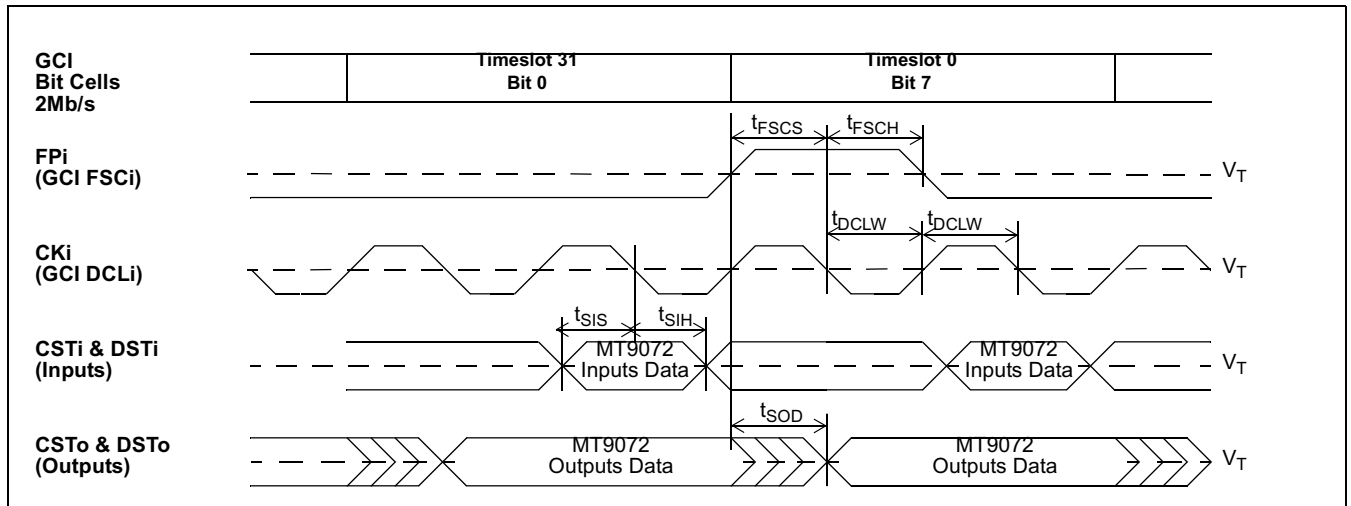 GCI
Bit Cells
2Mb/s
Timeslot 31
Bit 0
Timeslot 0
Bit 7
tFSCS
tFSCH
FPi
(GCI FSCi)
VT
tDCLW
tDCLW
CKi
(GCI DCLi)
VT
tSIS
tSIH
CSTi & DSTi
(Inputs)
MT9072
Inputs Data
MT9072
Inputs Data
VT
tSOD
CSTo & DSTo
(Outputs)
MT9072
Outputs Data
MT9072
Outputs Data
VT